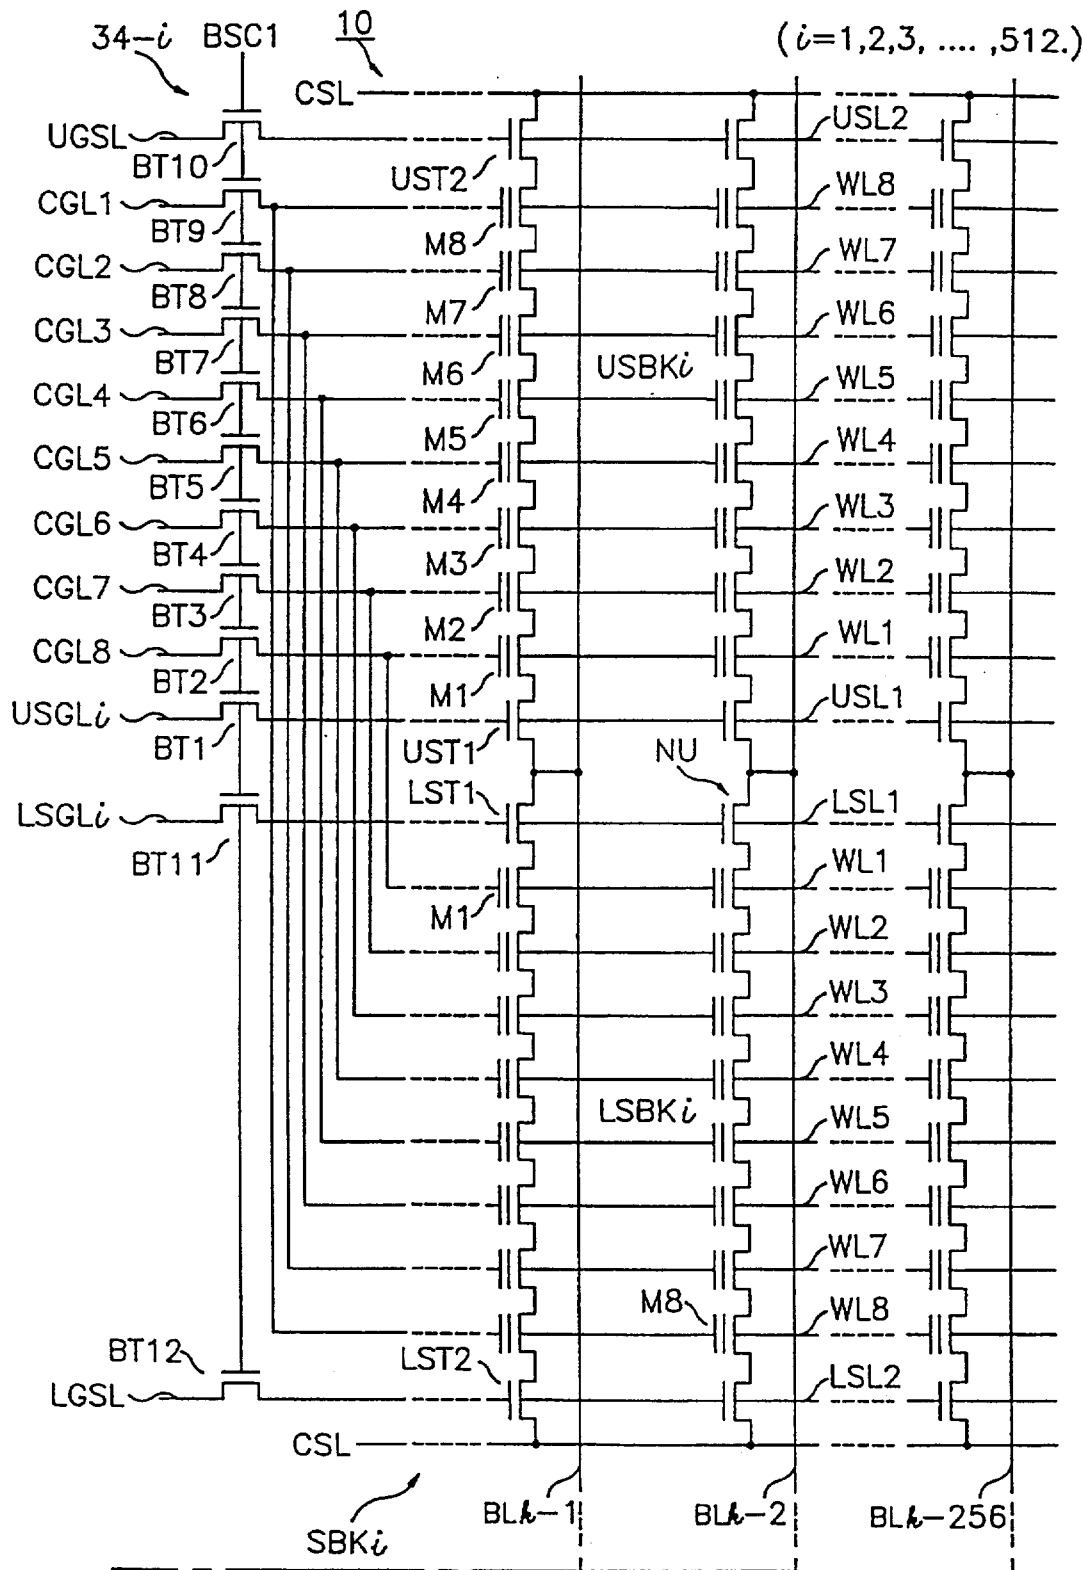 34-i BSC1 10 (i=1,2,3, .... ,512.)
CSL
UGSL BT10 UST2 USL2
CGL1 BT9 M8 WL8
CGL2 BT8 M7 WL7
CGL3 BT7 M6 USBKi WL6
CGL4 BT6 M5 WL5
CGL5 BT5 M4 WL4
CGL6 BT4 M3 WL3
CGL7 BT3 M2 WL2
CGL8 BT2 M1 WL1
USGLi BT1 UST1 USL1
NU
LSGLi BT11 LST1 LSL1
M1 WL1
WL2
WL3
WL4
LSBKi WL5
WL6
WL7
M8 WL8
BT12 LST2
LGSL LSL2
CSL
BLk-1 BLk-2 BLk-256
SBKi